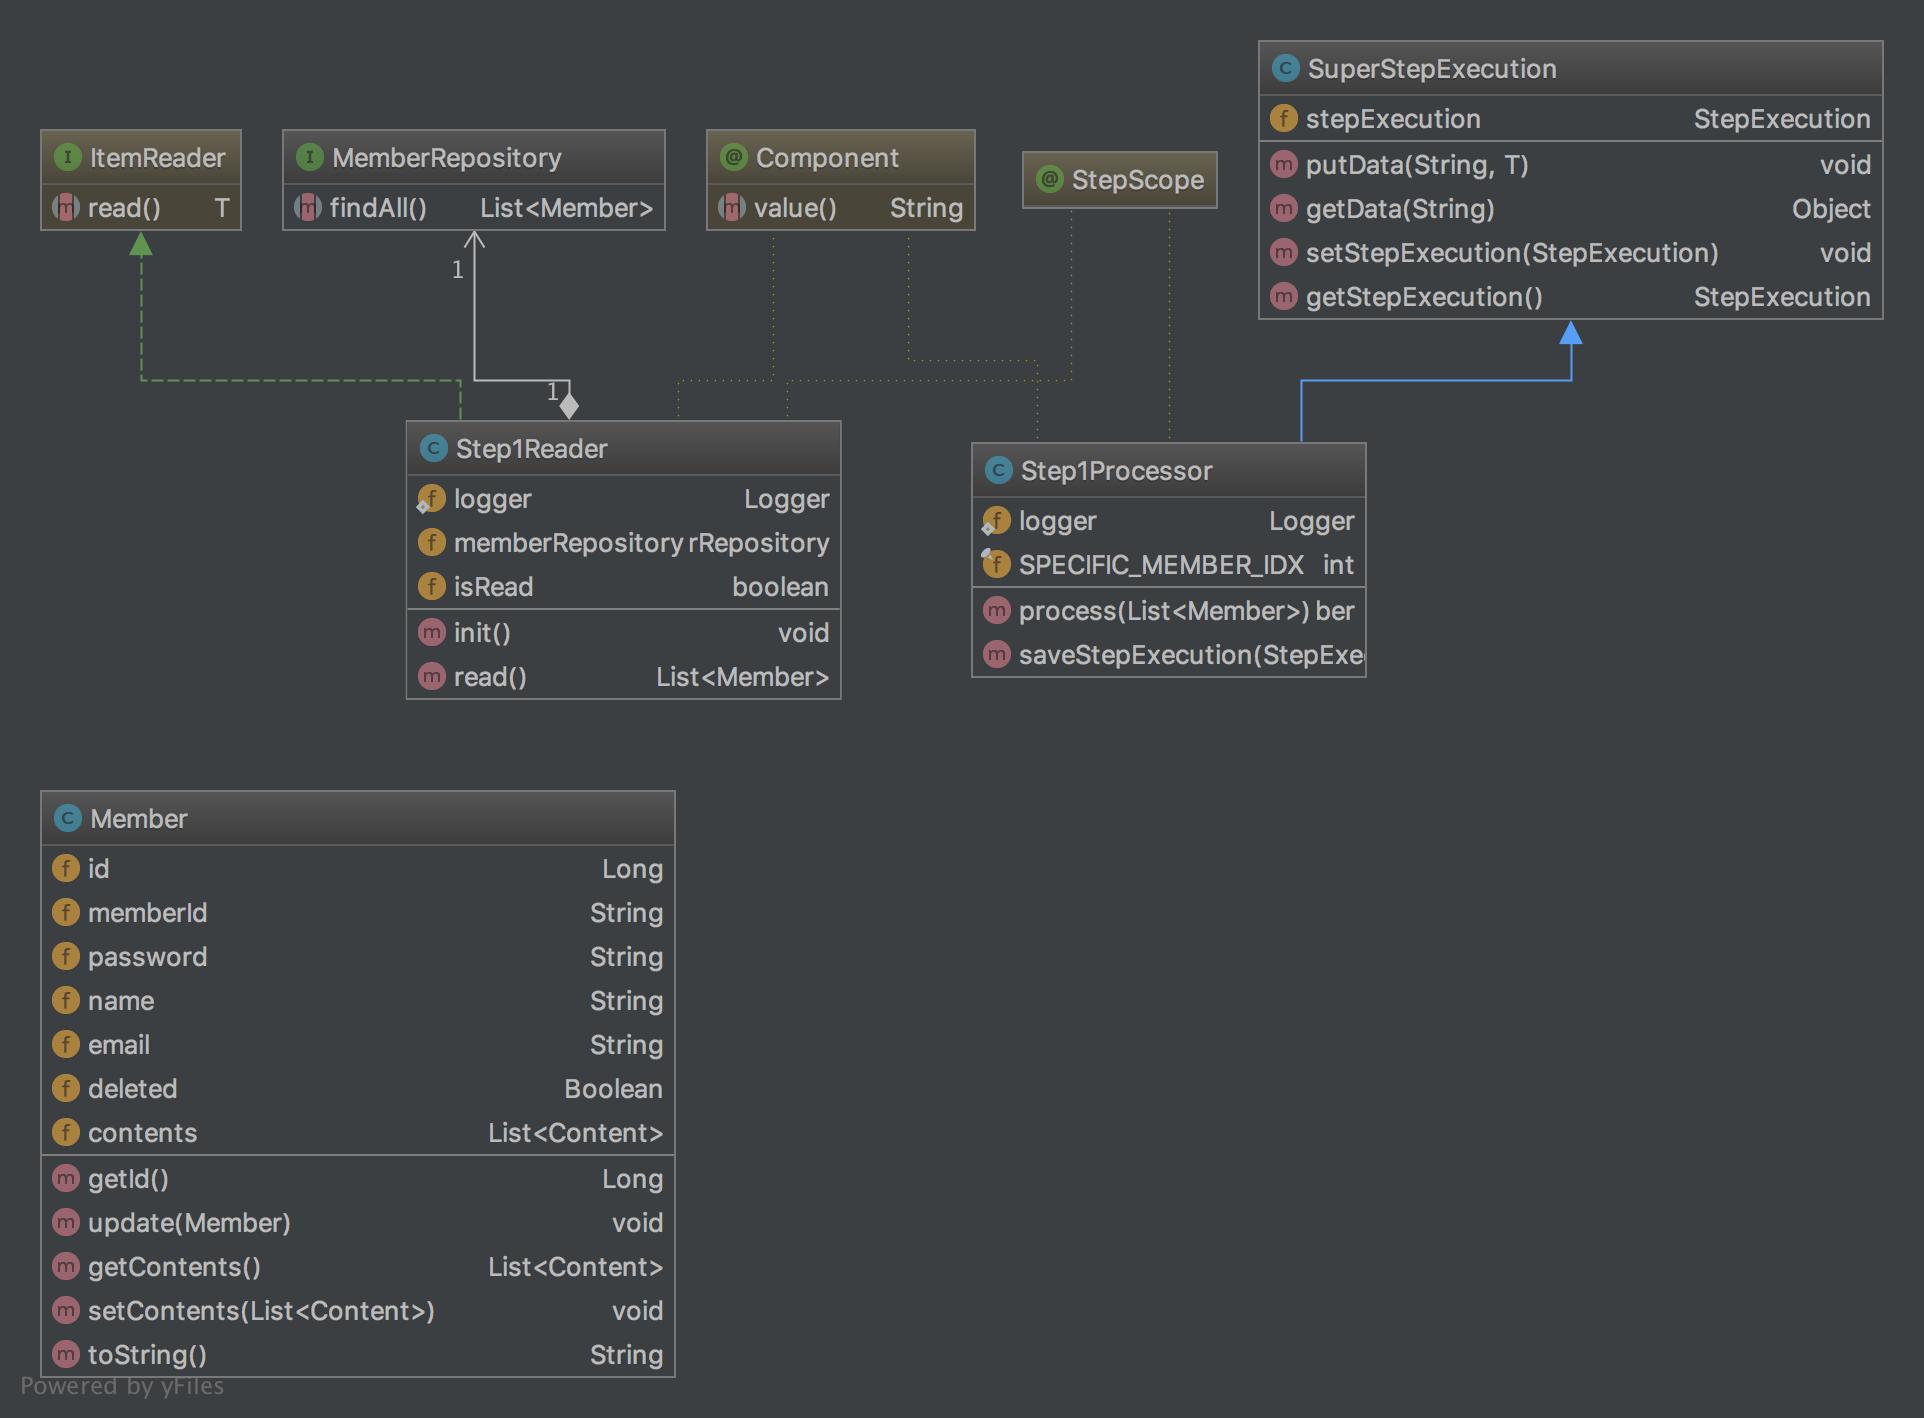 SuperStepExecution
stepExecution StepExecution
putData(String, T) void
getData(String) Object
setStepExecution(StepExecution) void
getStepExecution() StepExecution
ItemReader
read() T
MemberRepository
findAll() List<Member>
Component
value() String
StepScope
1
1
Step1Reader
logger Logger
memberRepository rRepository
isRead boolean
init() void
read() List<Member>
Step1Processor
logger Logger
SPECIFIC_MEMBER_IDX int
process(List<Member>) ber
saveStepExecution(StepExe
Member
id Long
memberId String
password String
name String
email String
deleted Boolean
contents List<Content>
getId() Long
update(Member) void
getContents() List<Content>
setContents(List<Content>) void
toString() String
Powered by yFiles